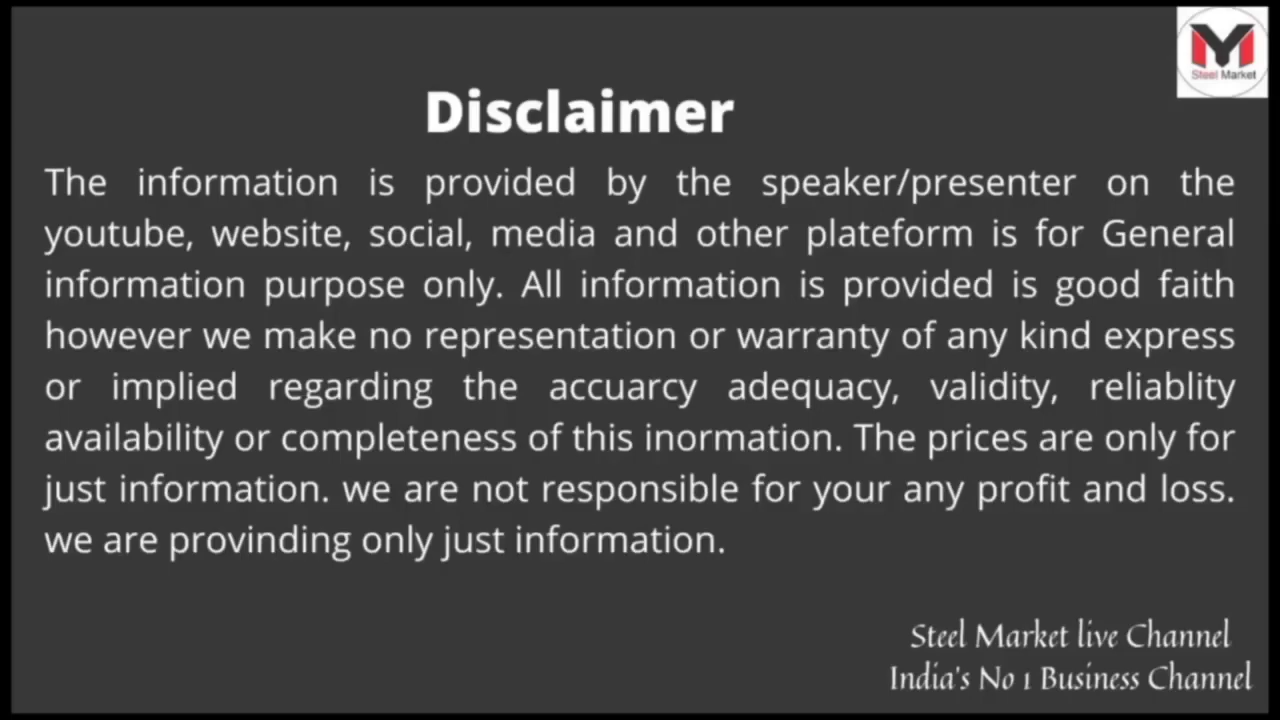 Steel Market
Disclaimer
The information is provided by the speaker/presenter on the
youtube, website, social, media and other plateform is for General
information purpose only. All information is provided is good faith
however we make no representation or warranty of any kind express
or implied regarding the accuarcy adequacy, validity, reliablity
availability or completeness of this inormation. The prices are only for
just information. we are not responsible for your any profit and loss.
we are provinding only just information.
Steel Market live Channel
India's No 1 Business Channel